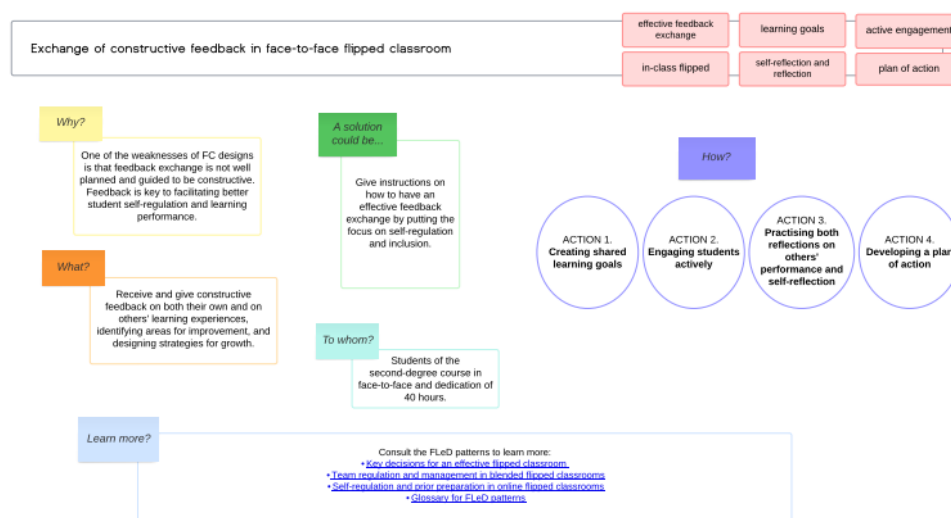 Exchange of constructive feedback in face-to-face flipped classroom
effective feedback
exchange
learning goals
active engagement
in-class flipped
self-reflection and
reflection
plan of action
Why?
One of the weaknesses of FC designs
is that feedback exchange is not well
planned and guided to be constructive.
Feedback is key to facilitating better
student self-regulation and learning
performance.
What?
Receive and give constructive
feedback on both their own and on
others' learning experiences,
identifying areas for improvement, and
designing strategies for growth.
A solution
could be...
Give instructions on
how to have an
effective feedback
exchange by putting the
focus on self-regulation
and inclusion.
To whom?
Students of the
second-degree course in
face-to-face and dedication of
40 hours.
How?
ACTION 1.
Creating shared
learning goals
ACTION 2.
Engaging students
actively
ACTION 3.
Practising both
reflections on
others'
performance and
self-reflection
ACTION 4.
Developing a plan
of action
Learn more?
Consult the FLeD patterns to learn more:
• Key decisions for an effective flipped classroom
• Team regulation and management in blended flipped classrooms
• Self-regulation and prior preparation in online flipped classrooms
• Glossary for FLeD patterns